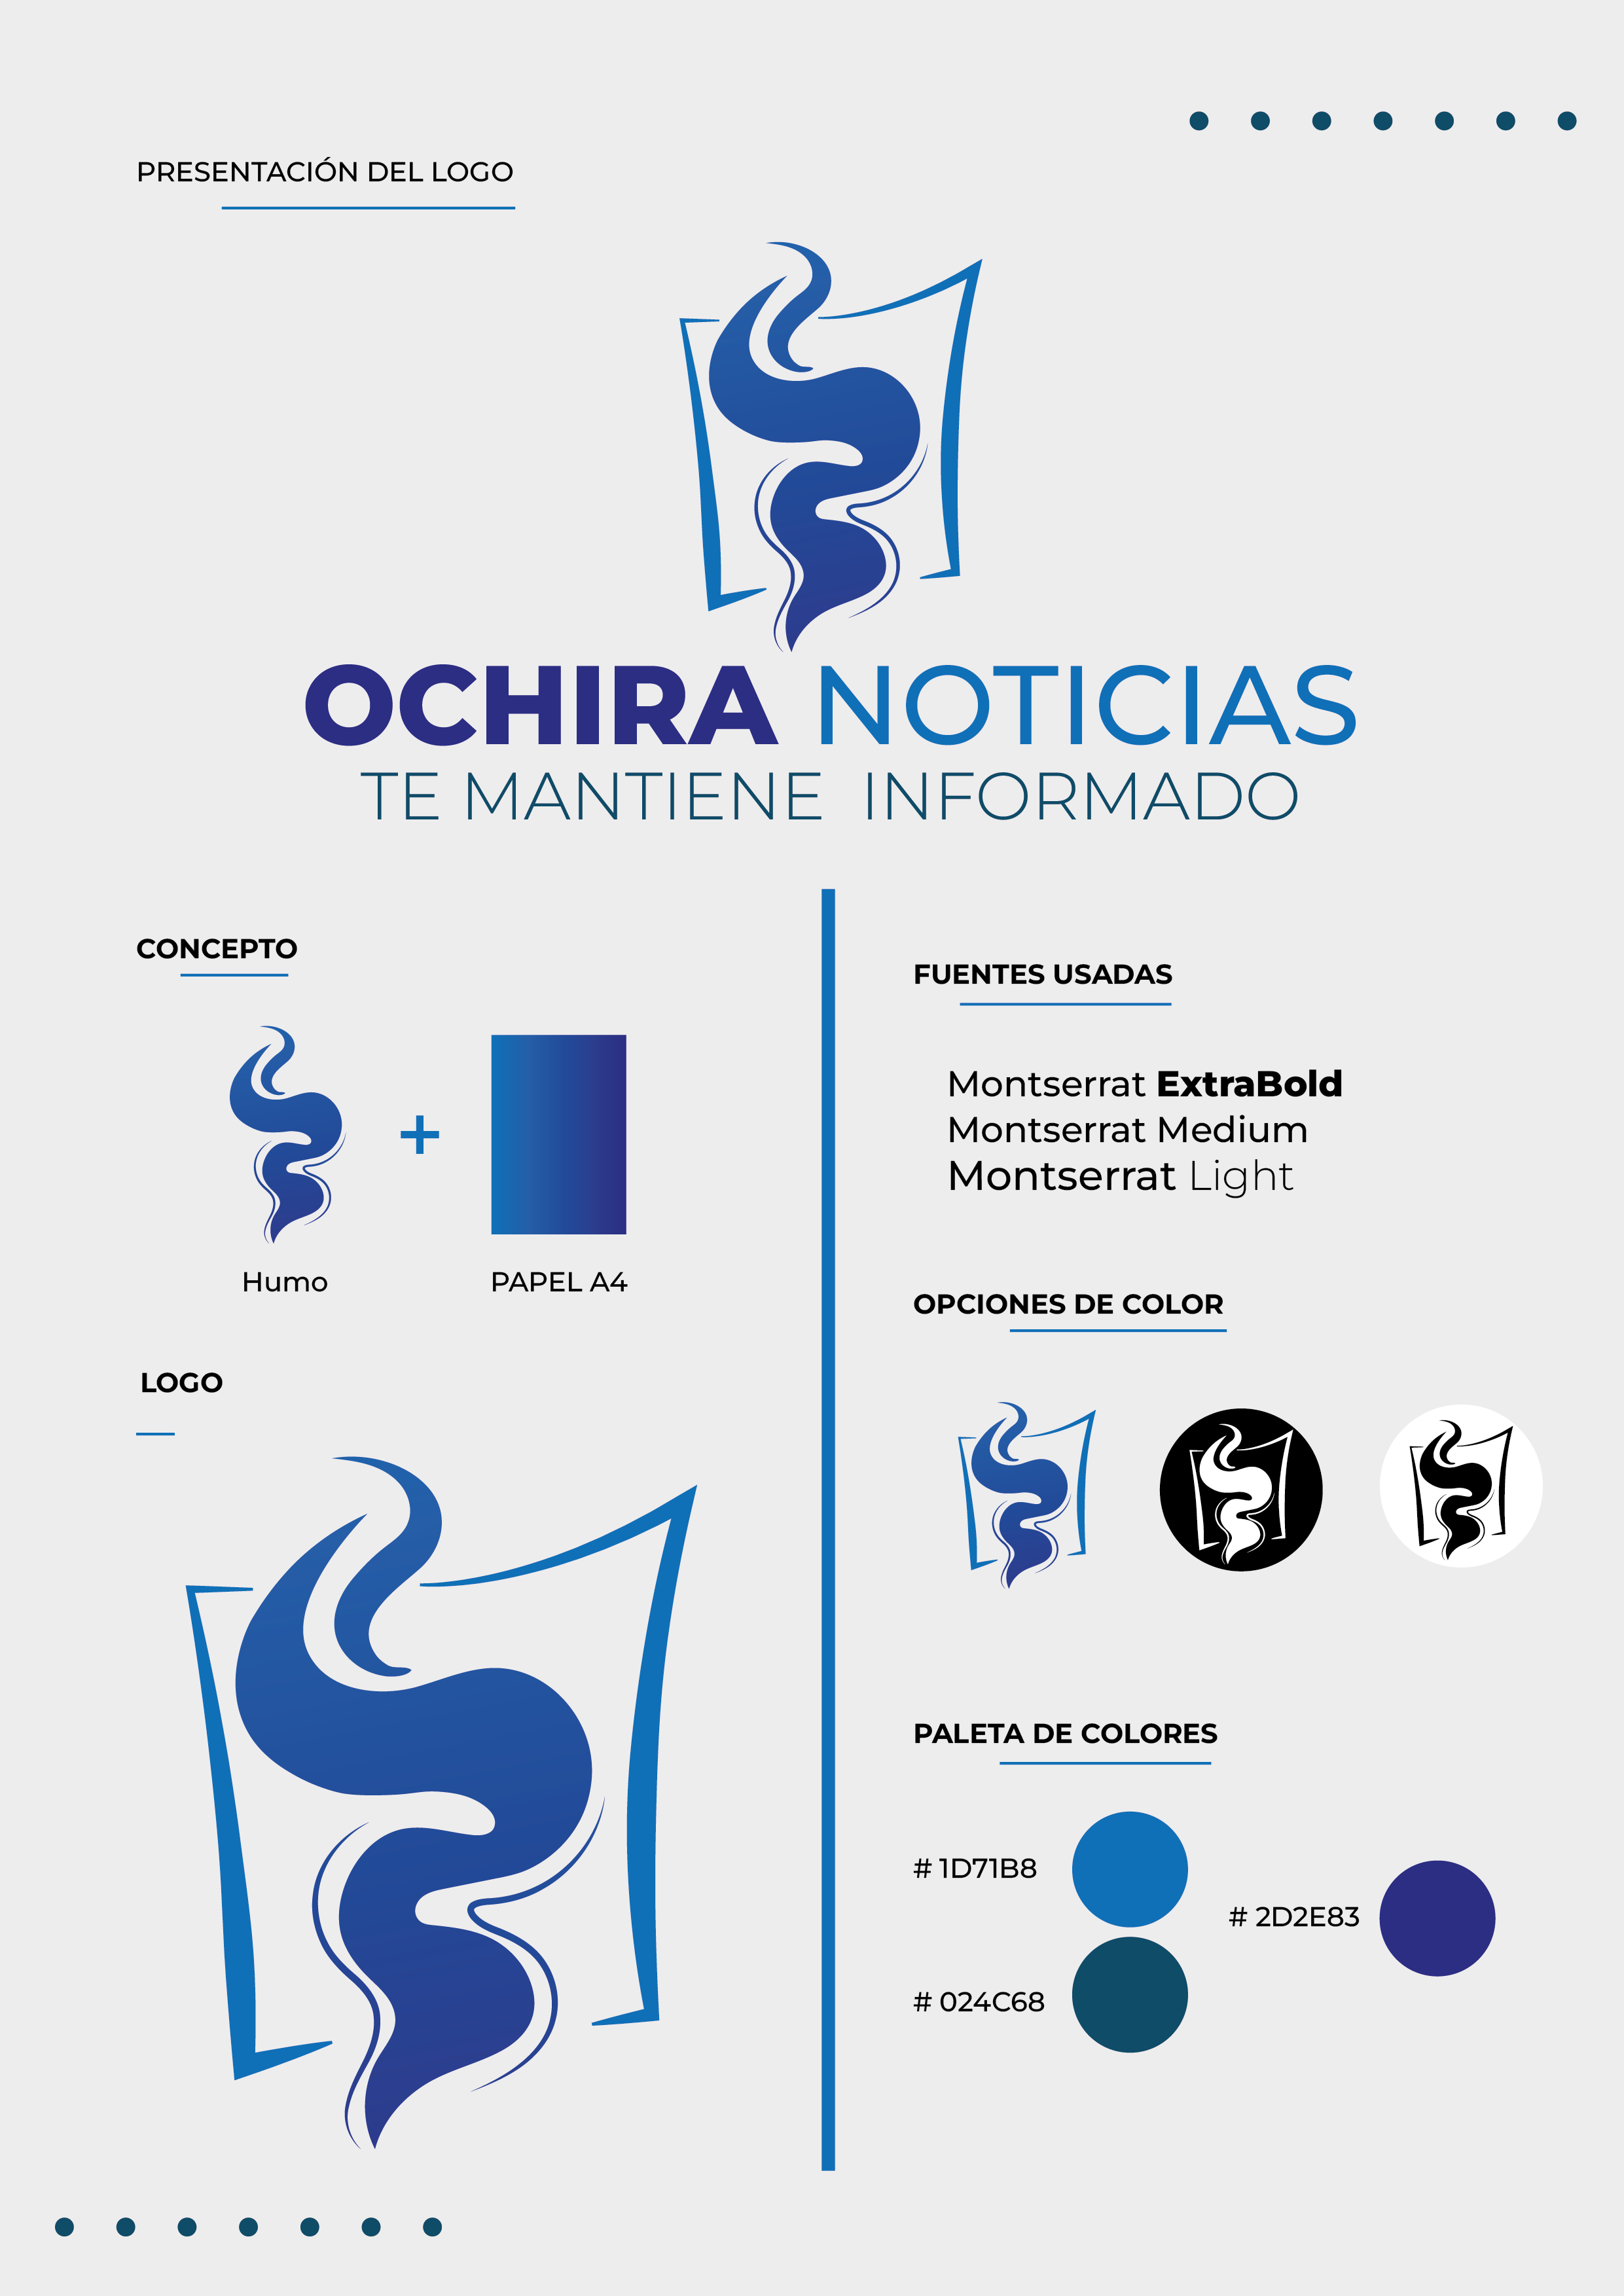 PRESENTACIÓN DEL LOGO
OCHIRA NOTICIAS
TE MANTIENE INFORMADO
CONCEPTO
Humo
+
PAPEL A4
LOGO
FUENTES USADAS
Montserrat ExtraBold
Montserrat Medium
Montserrat Light
OPCIONES DE COLOR
PALETA DE COLORES
# 1D71B8
# 2D2E83
# 024C68